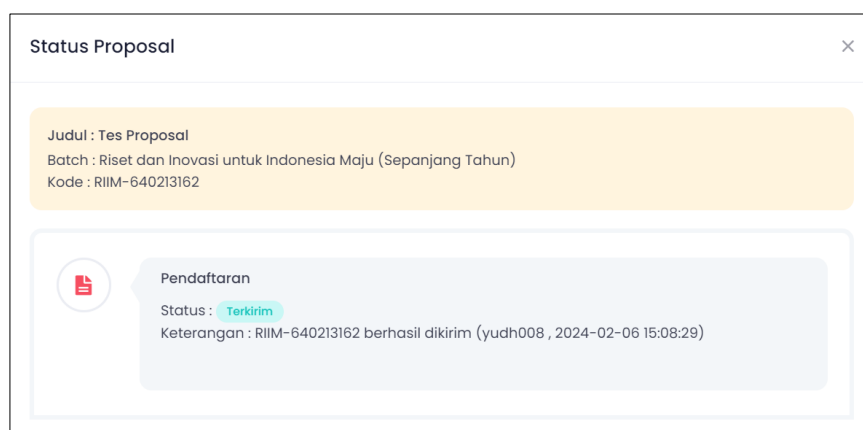 Status Proposal
Judul : Tes Proposal
Batch : Riset dan Inovasi untuk Indonesia Maju (Sepanjang Tahun)
Kode : RIIM-640213162
Pendaftaran
Status : Terkirim
Keterangan : RIIM-640213162 berhasil dikirim (yudh008 , 2024-02-06 15:08:29)